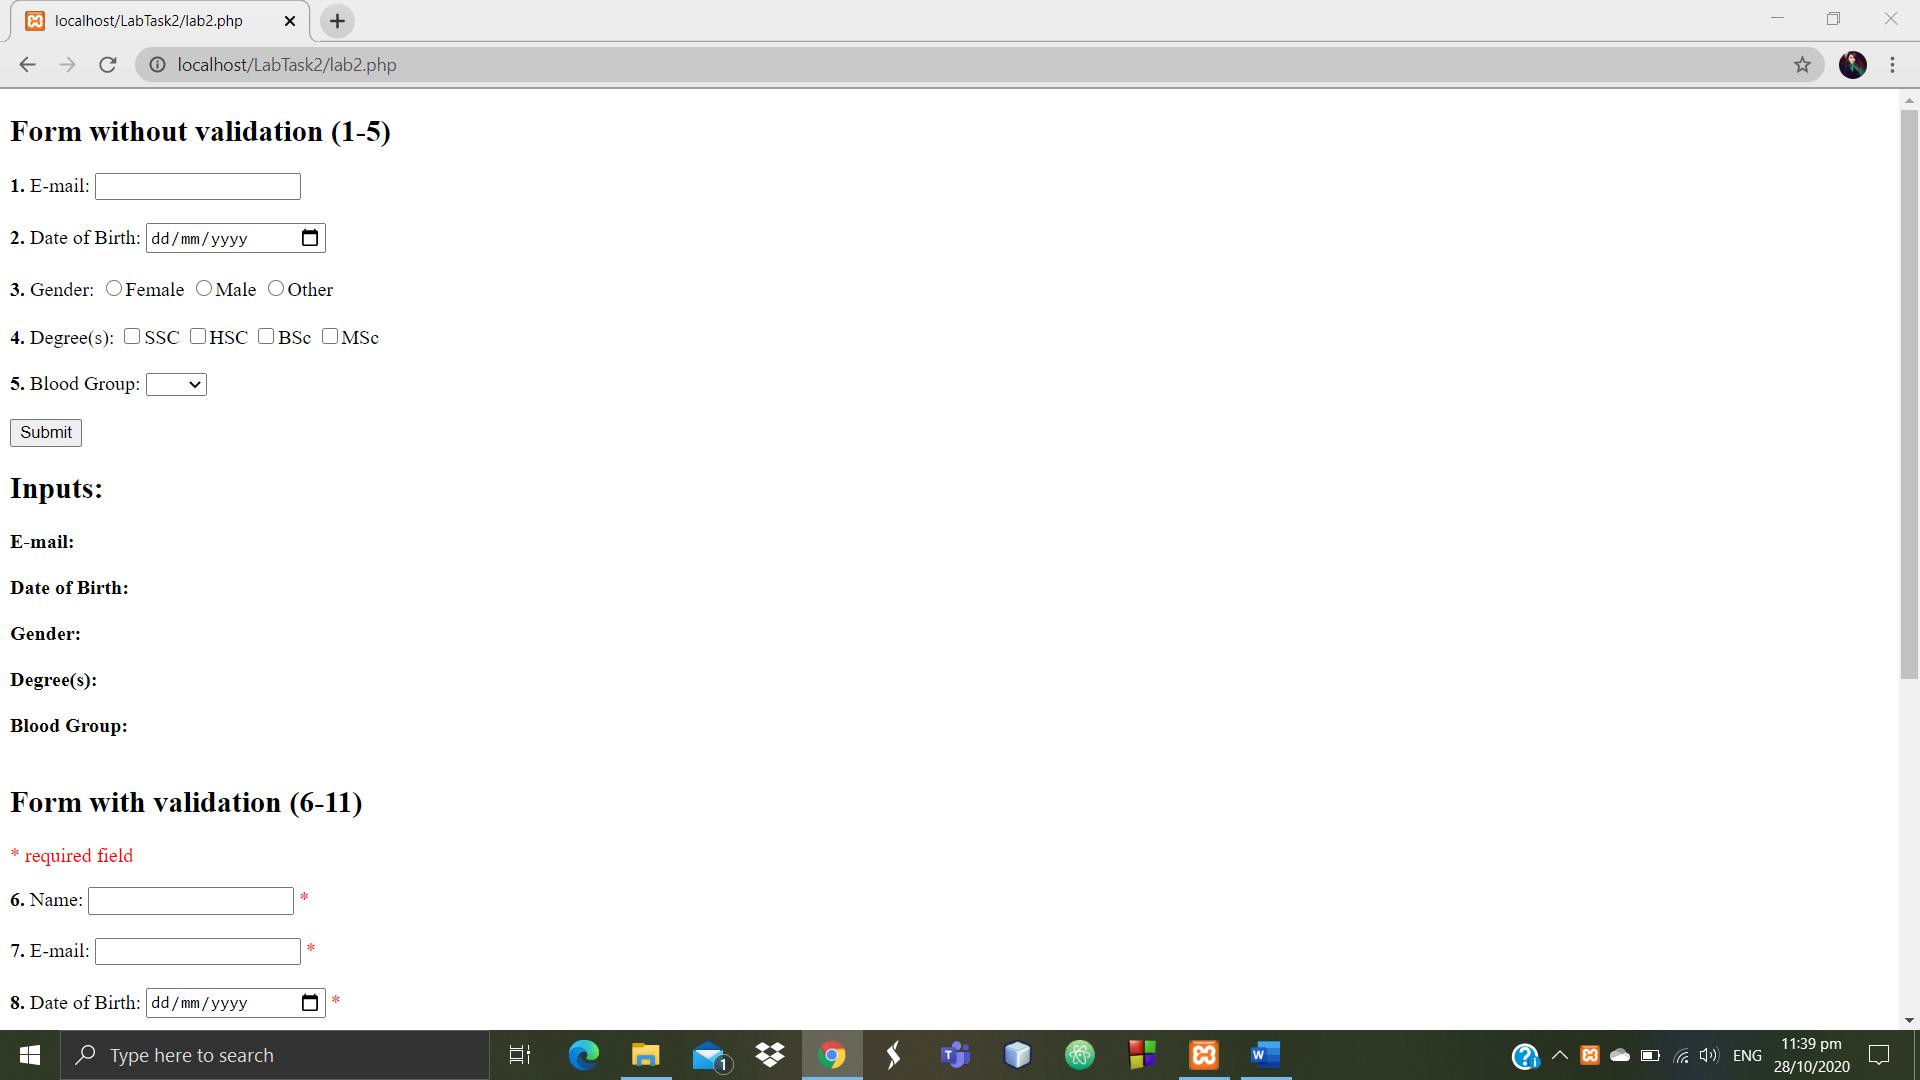 localhost/LabTask2/lab2.php
localhost/LabTask2/lab2.php
Form without validation (1-5)
1. E-mail:
2. Date of Birth: dd/mm/yyyy
3. Gender: Female Male Other
4. Degree(s): SSC HSC BSc MSc
5. Blood Group:
Submit
Inputs:
E-mail:
Date of Birth:
Gender:
Degree(s):
Blood Group:
Form with validation (6-11)
* required field
6. Name: *
7. E-mail: *
8. Date of Birth: dd/mm/yyyy *
Type here to search
1
ENG
11:39 pm
28/10/2020